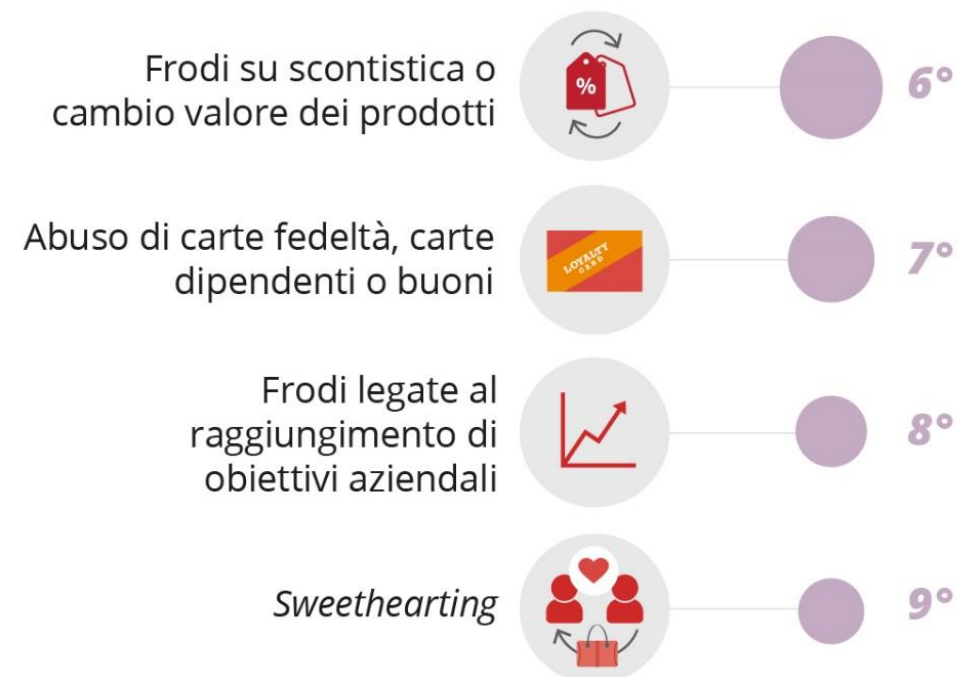 Frodi su scontistica o
cambio valore dei prodotti
%
6°
Abuso di carte fedeltà, carte
dipendenti o buoni
LOYALTY
CARD
7°
Frodi legate al
raggiungimento di
obiettivi aziendali
8°
Sweethearting
9°